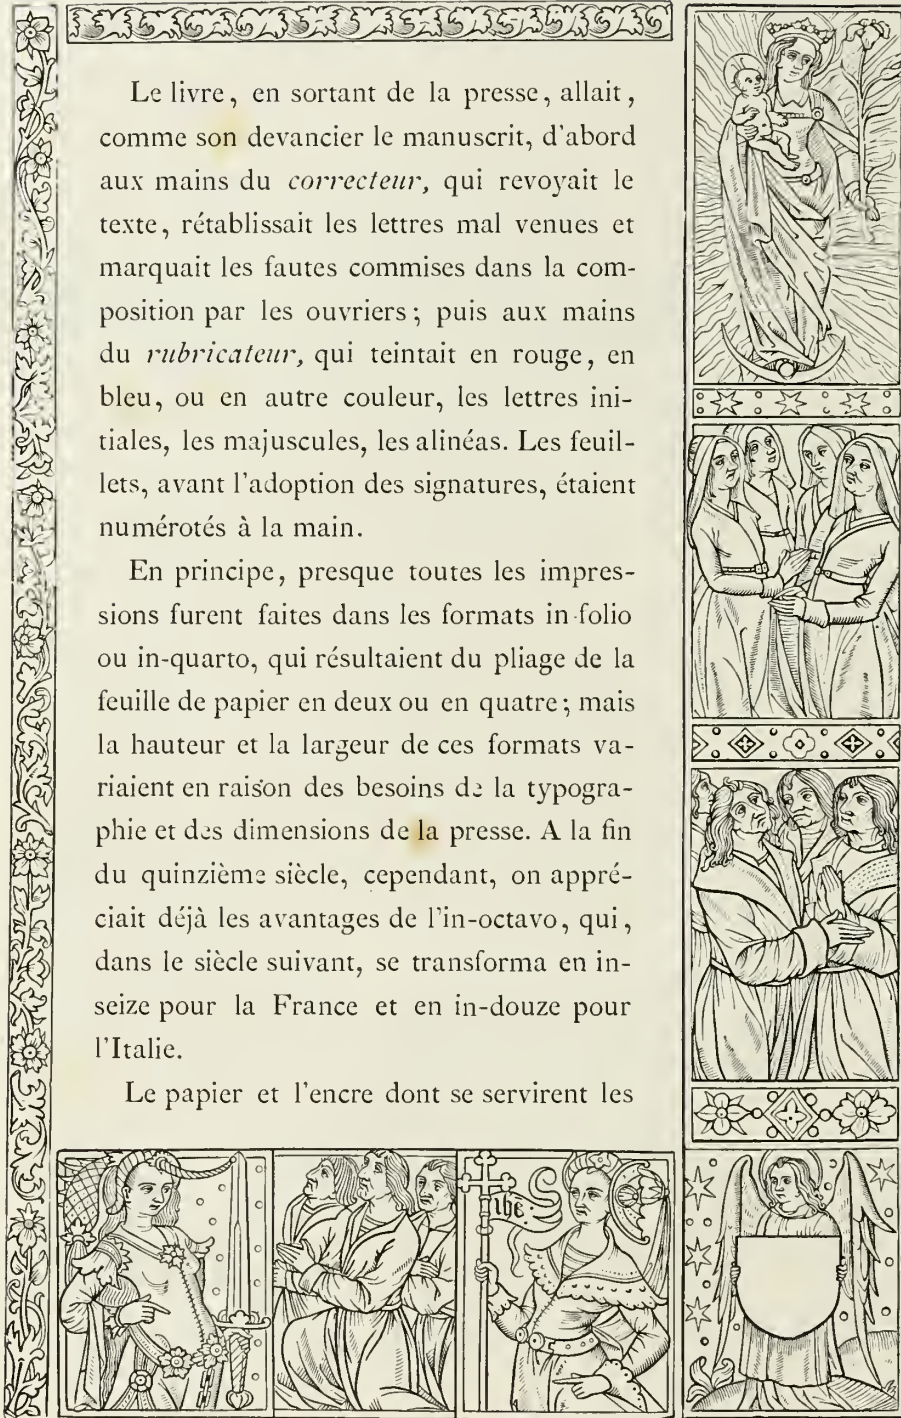 Le livre, en sortant de la presse, allait,
comme son devancier le manuscrit, d'abord
aux mains du correcteur, qui revoyait le
texte, rétablissait les lettres mal venues et
marquait les fautes commises dans la com-
position par les ouvriers; puis aux mains
du rubricateur, qui teintait en rouge, en
bleu, ou en autre couleur, les lettres ini-
tiales, les majuscules, les alinéas. Les feuil-
lets, avant l'adoption des signatures, étaient
numérotés à la main.
En principe, presque toutes les impres-
sions furent faites dans les formats in-folio
ou in-quarto, qui résultaient du pliage de la
feuille de papier en deux ou en quatre; mais
la hauteur et la largeur de ces formats va-
riaient en raison des besoins de la typogra-
phie et des dimensions de la presse. A la fin
du quinzième siècle, cependant, on appré-
ciait déjà les avantages de l'in-octavo, qui,
dans le siècle suivant, se transforma en in-
seize pour la France et en in-douze pour
l'Italie.
Le papier et l'encre dont se servirent les
ihc